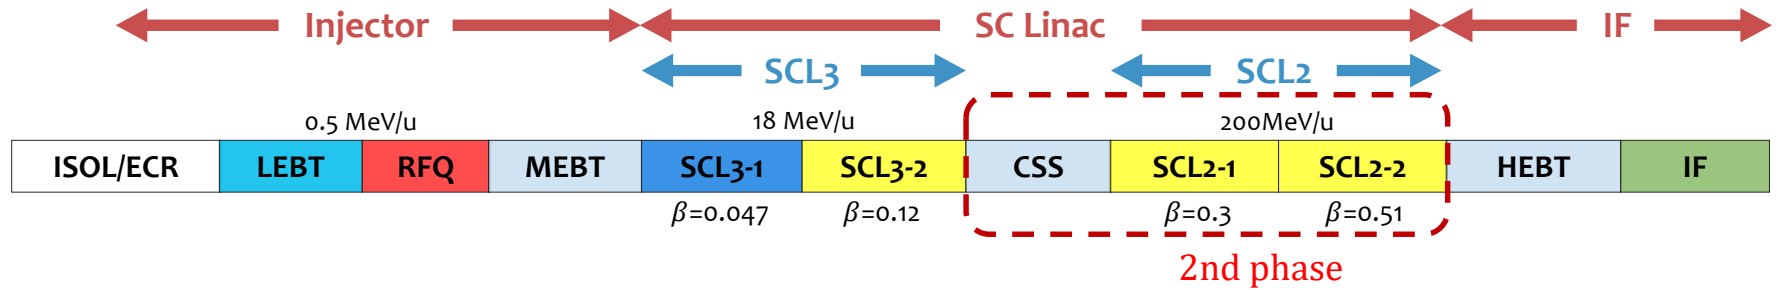 Injector SC Linac IF
SCL3 SCL2
0.5 MeV/u 18 MeV/u 200MeV/u
ISOL/ECR LEBT RFQ MEBT SCL3-1 SCL3-2 CSS SCL2-1 SCL2-2 HEBT IF
β=0.047 β=0.12 β=0.3 β=0.51
2nd phase